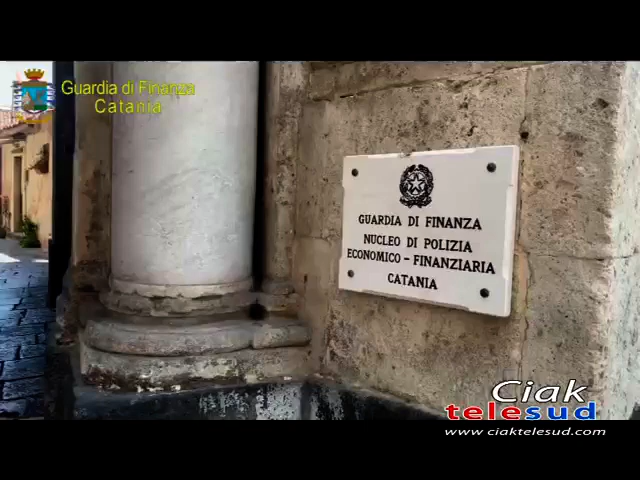 Guardia di Finanza
Catania
GUARDIA DI FINANZA
NUCLEO DI POLIZIA
ECONOMICO - FINANZIARIA
CATANIA
Ciak
telesud
www.ciaktelesud.com